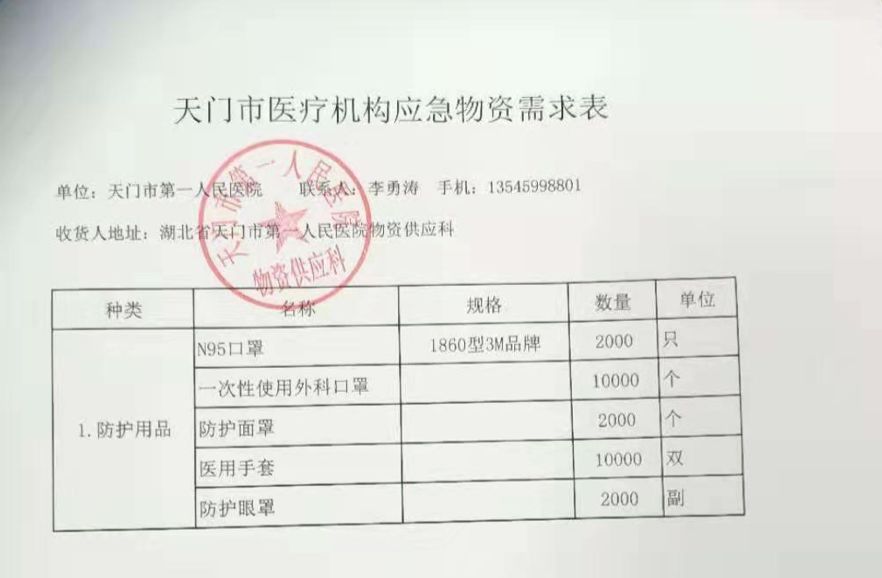 天门市医疗机构应急物资需求表
单位：天门市第一人民医院 联系人：李勇涛 手机：13545998801
收货人地址：湖北省天门市第一人民医院物资供应科
天门市第一人民医院
物资供应科
种类 名称 规格 数量 单位
1.防护用品
N95口罩 1860型3M品牌 2000 只
一次性使用外科口罩 10000 个
防护面罩 2000 个
医用手套 10000 双
防护眼罩 2000 副